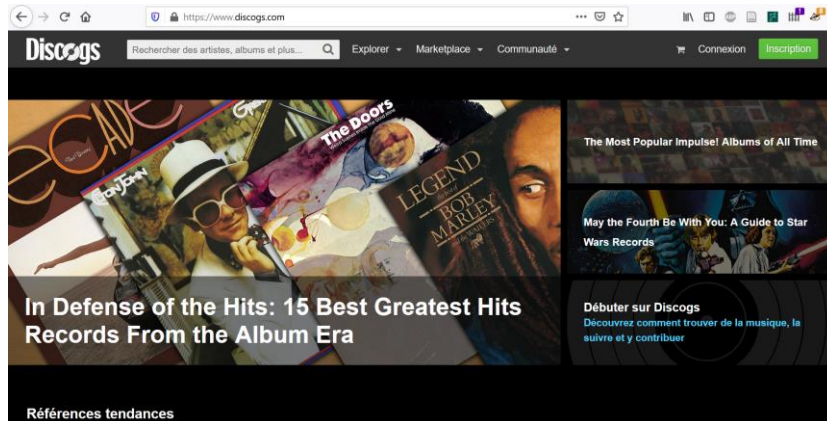 https://www.discogs.com
Discogs
Rechercher des artistes, albums et plus...
Explorer
Marketplace
Communauté
Connexion
Inscription
ECADE
ELTON JOHN
The Doors
LEGEND
BOB
MARLEY
The Most Popular Impulse! Albums of All Time
May the Fourth Be With You: A Guide to Star
Wars Records
In Defense of the Hits: 15 Best Greatest Hits
Records From the Album Era
Débuter sur Discogs
Découvrez comment trouver de la musique, la
suivre et y contribuer
Références tendances